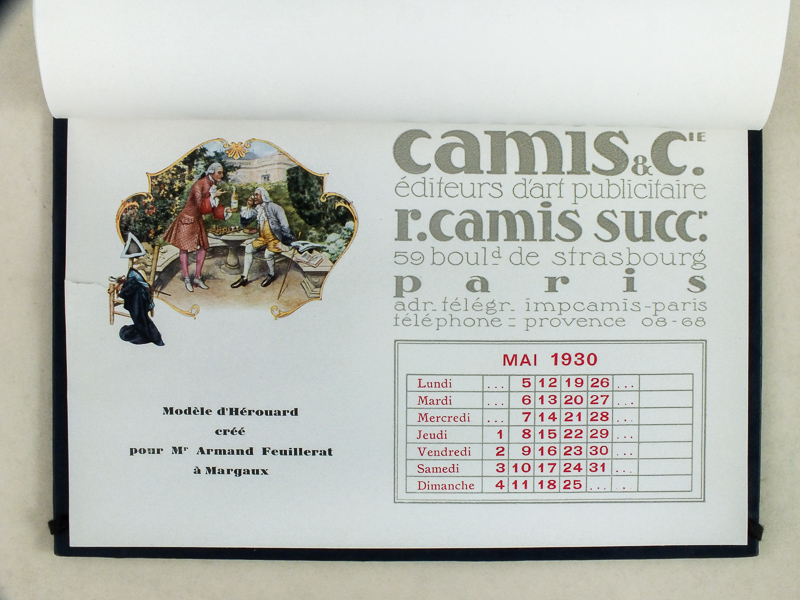 camis & C.IE
éditeurs d'art publicitaire
r.camis succ.r
59 boul.d de strasbourg
paris
adr. télégr. impcamis-paris
téléphone = provence 08-68
Modèle d'Hérouard
créé
pour Mr Armand Feuillerat
à Margaux
MAI 1930
Lundi ... 5 12 19 26 ...
Mardi ... 6 13 20 27 ...
Mercredi ... 7 14 21 28 ...
Jeudi 1 8 15 22 29 ...
Vendredi 2 9 16 23 30 ...
Samedi 3 10 17 24 31 ...
Dimanche 4 11 18 25 ... .